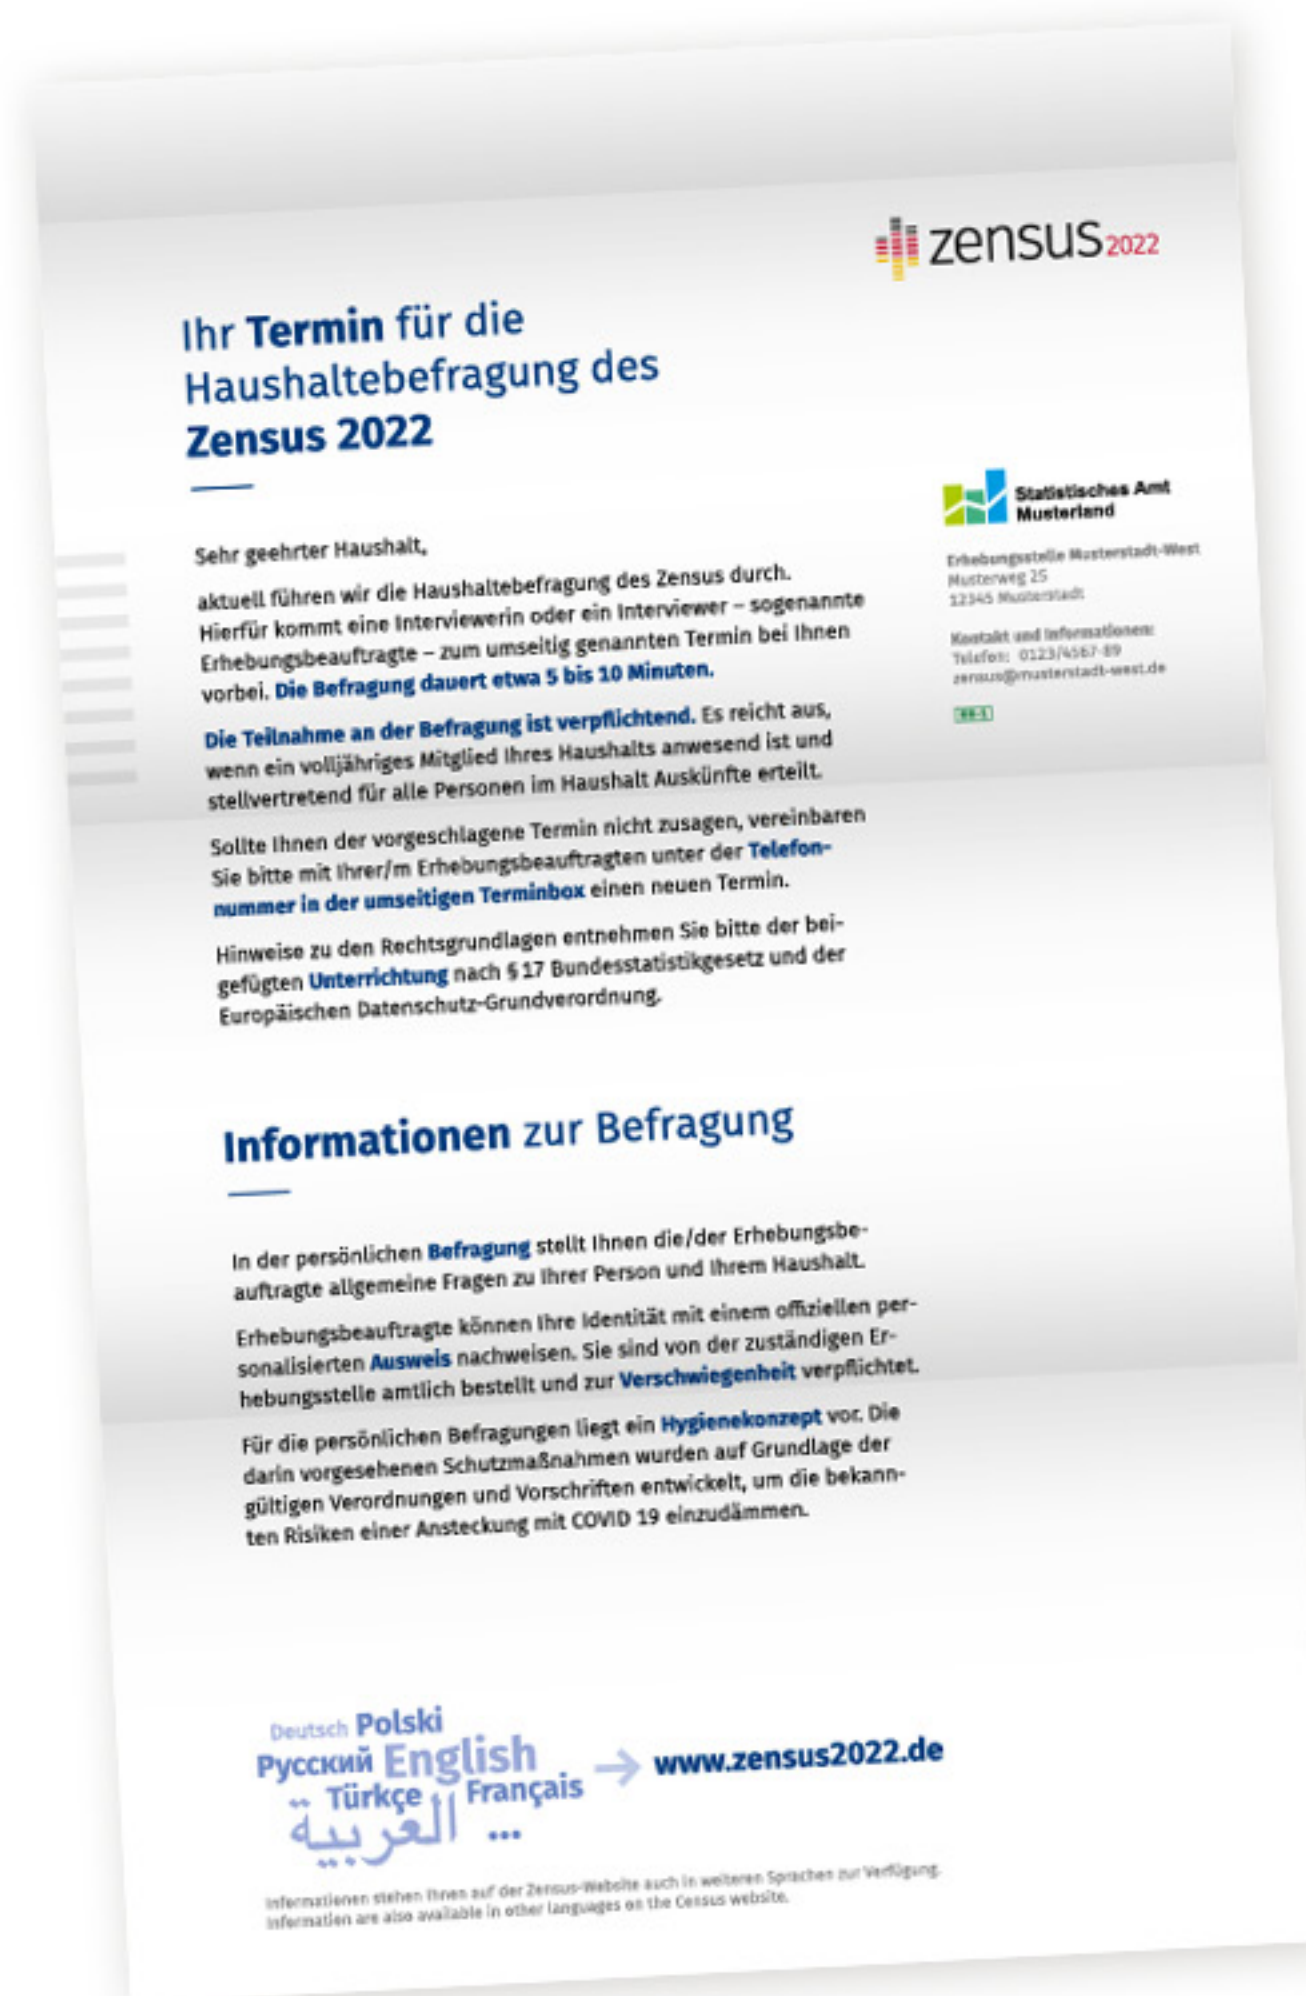 zensus2022
Ihr Termin für die
Haushaltebefragung des
Zensus 2022
Statistisches Amt
Musterland
Erhebungsstelle Musterstadt-West
Musterweg 25
12345 Musterstadt
Kontakt und Informationen:
Telefon: 0123/4567-89
zensus@musterstadt-west.de
Sehr geehrter Haushalt,
aktuell führen wir die Haushaltebefragung des Zensus durch.
Hierfür kommt eine Interviewerin oder ein Interviewer – sogenannte
Erhebungsbeauftragte – zum umseitig genannten Termin bei Ihnen
vorbei. Die Befragung dauert etwa 5 bis 10 Minuten.
Die Teilnahme an der Befragung ist verpflichtend. Es reicht aus,
wenn ein volljähriges Mitglied Ihres Haushalts anwesend ist und
stellvertretend für alle Personen im Haushalt Auskünfte erteilt.
Sollte Ihnen der vorgeschlagene Termin nicht zusagen, vereinbaren
Sie bitte mit Ihrer/m Erhebungsbeauftragten unter der Telefon-
nummer in der umseitigen Terminbox einen neuen Termin.
Hinweise zu den Rechtsgrundlagen entnehmen Sie bitte der bei-
gefügten Unterrichtung nach § 17 Bundesstatistikgesetz und der
Europäischen Datenschutz-Grundverordnung.
Informationen zur Befragung
In der persönlichen Befragung stellt Ihnen die/der Erhebungsbe-
auftragte allgemeine Fragen zu Ihrer Person und Ihrem Haushalt.
Erhebungsbeauftragte können Ihre Identität mit einem offiziellen per-
sonalisierten Ausweis nachweisen. Sie sind von der zuständigen Er-
hebungsstelle amtlich bestellt und zur Verschwiegenheit verpflichtet.
Für die persönlichen Befragungen liegt ein Hygienekonzept vor. Die
darin vorgesehenen Schutzmaßnahmen wurden auf Grundlage der
gültigen Verordnungen und Vorschriften entwickelt, um die bekann-
ten Risiken einer Ansteckung mit COVID 19 einzudämmen.
Deutsch Polski
Русский English
Türkçe Français
العربية ...
www.zensus2022.de
Informationen stehen Ihnen auf der Zensus-Website auch in weiteren Sprachen zur Verfügung.
Information are also available in other languages on the Census website.